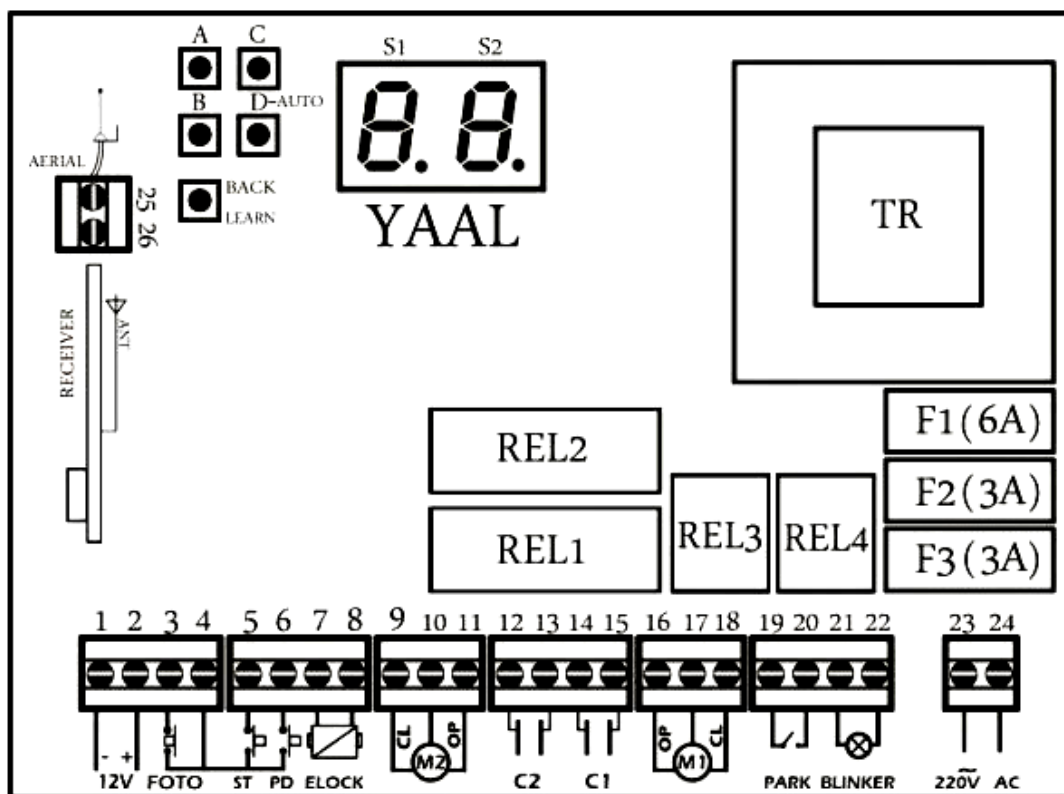 A C S1 S2
B D-AUTO
AERIAL
BACK
LEARN
25 26
YAAL
TR
RECEIVER
ANT
F1 (6A)
REL2
F2 (3A)
REL1 REL3 REL4
F3 (3A)
1 2 3 4 5 6 7 8 9 10 11 12 13 14 15 16 17 18 19 20 21 22 23 24
- + CL M2 OP OP M1 CL ~
12V FOTO ST PD ELOCK C2 C1 PARK BLINKER 220V AC